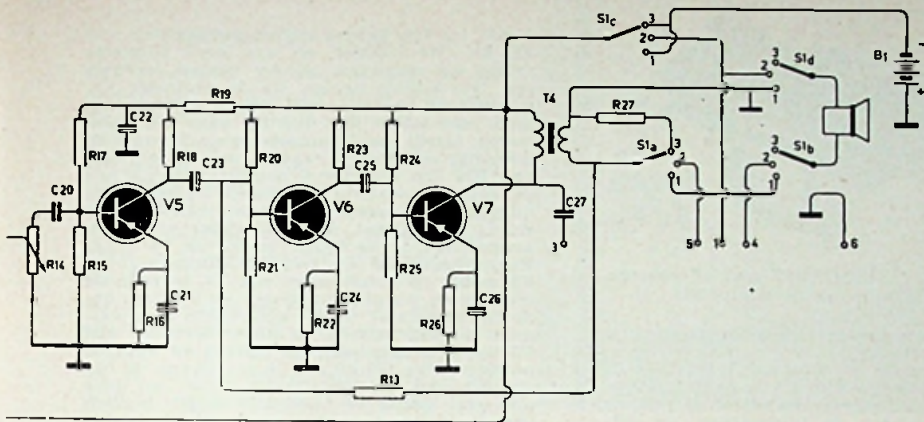 S1c
3
2
1
B1
−
+
3
2
S1d
1
R19
C22
T4
R27
R17
R18
C23
R20
R23
C25
R24
S1a
3
2
1
3
2
S1b
1
C20
V5
V6
V7
C27
3
5
1
4
6
R14
R15
R21
R25
C21
R16
C24
R22
C26
R26
R13